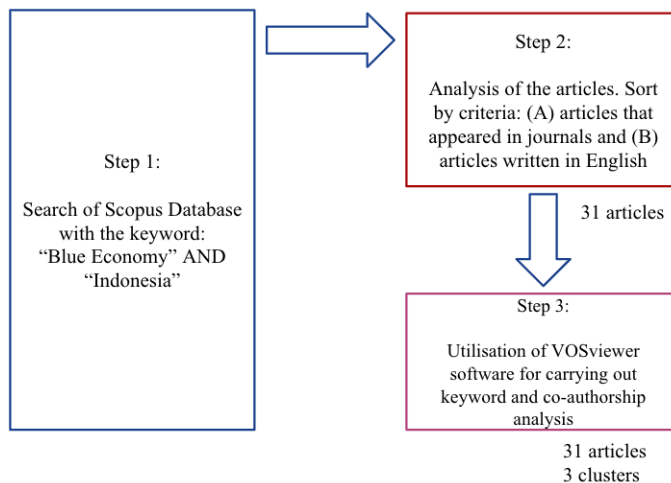 Step 1:
Search of Scopus Database
with the keyword:
“Blue Economy” AND
“Indonesia”
Step 2:
Analysis of the articles. Sort
by criteria: (A) articles that
appeared in journals and (B)
articles written in English
31 articles
Step 3:
Utilisation of VOSviewer
software for carrying out
keyword and co-authorship
analysis
31 articles
3 clusters